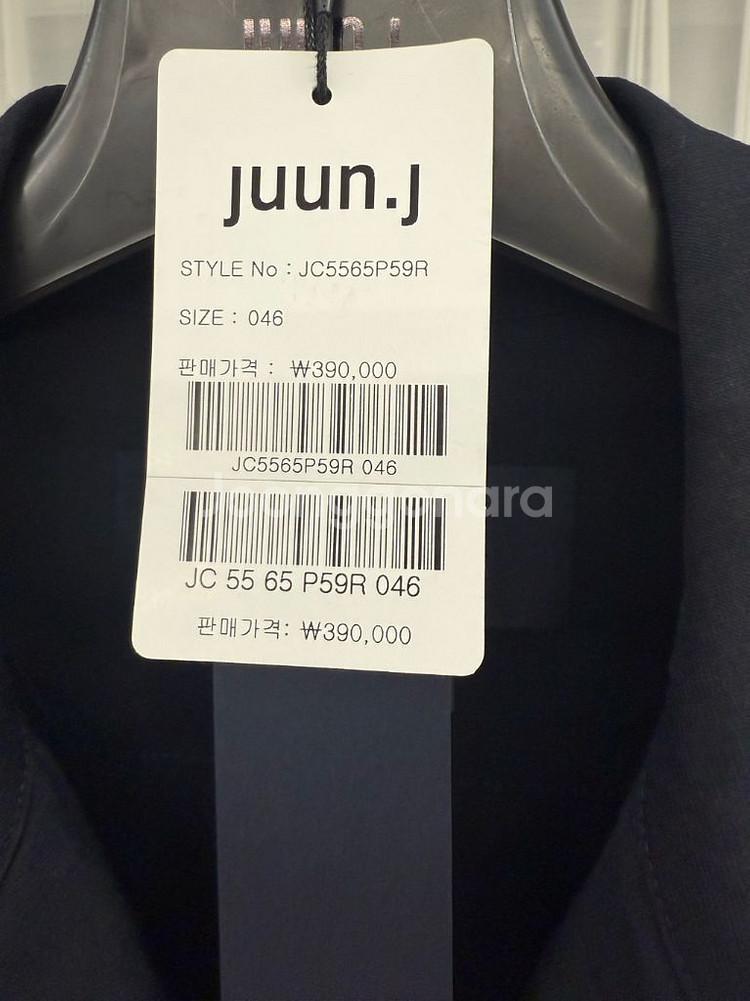 juun.j
STYLE No : JC5565P59R
SIZE : 046
판매가격 : ₩390,000
JC5565P59R 046
Joonggonara
JC 55 65 P59R 046
판매가격: ₩390,000